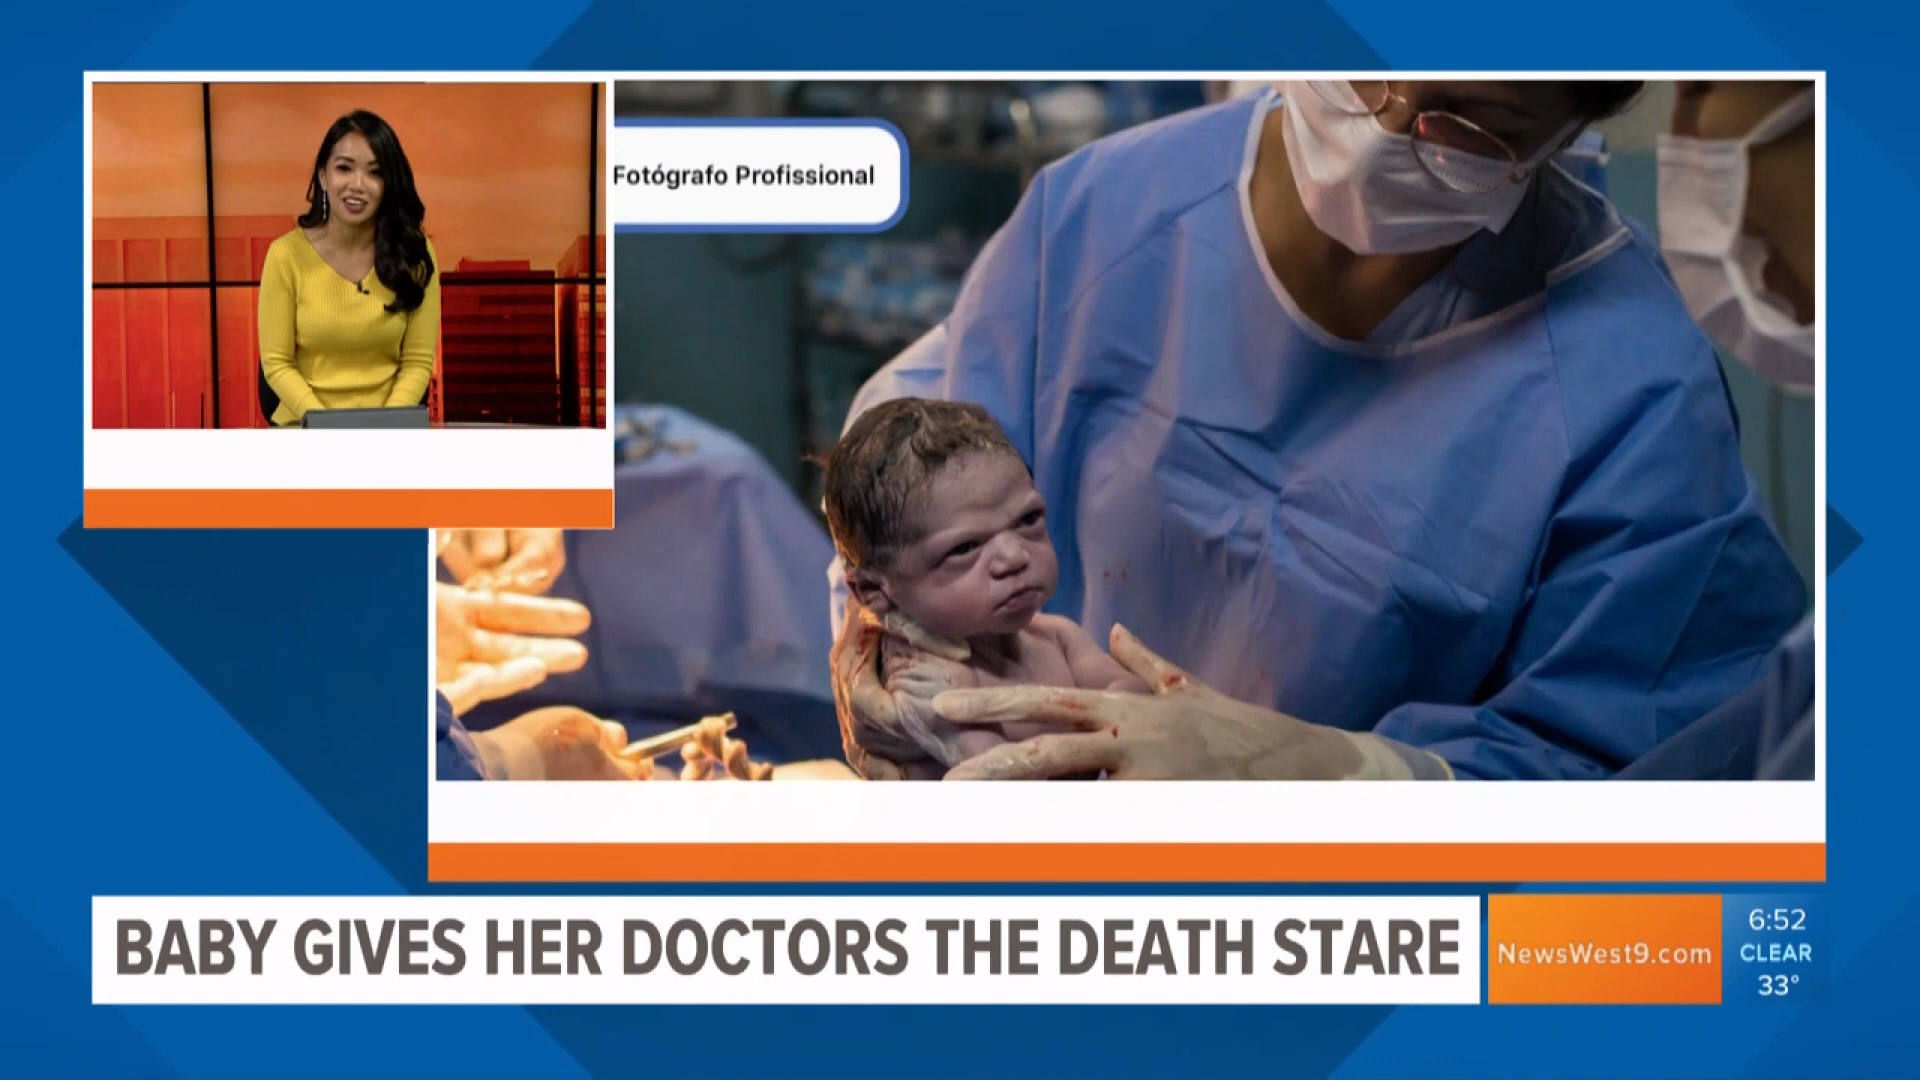 Fotógrafo Profissional
BABY GIVES HER DOCTORS THE DEATH STARE
NewsWest9.com
6:52
CLEAR
33°